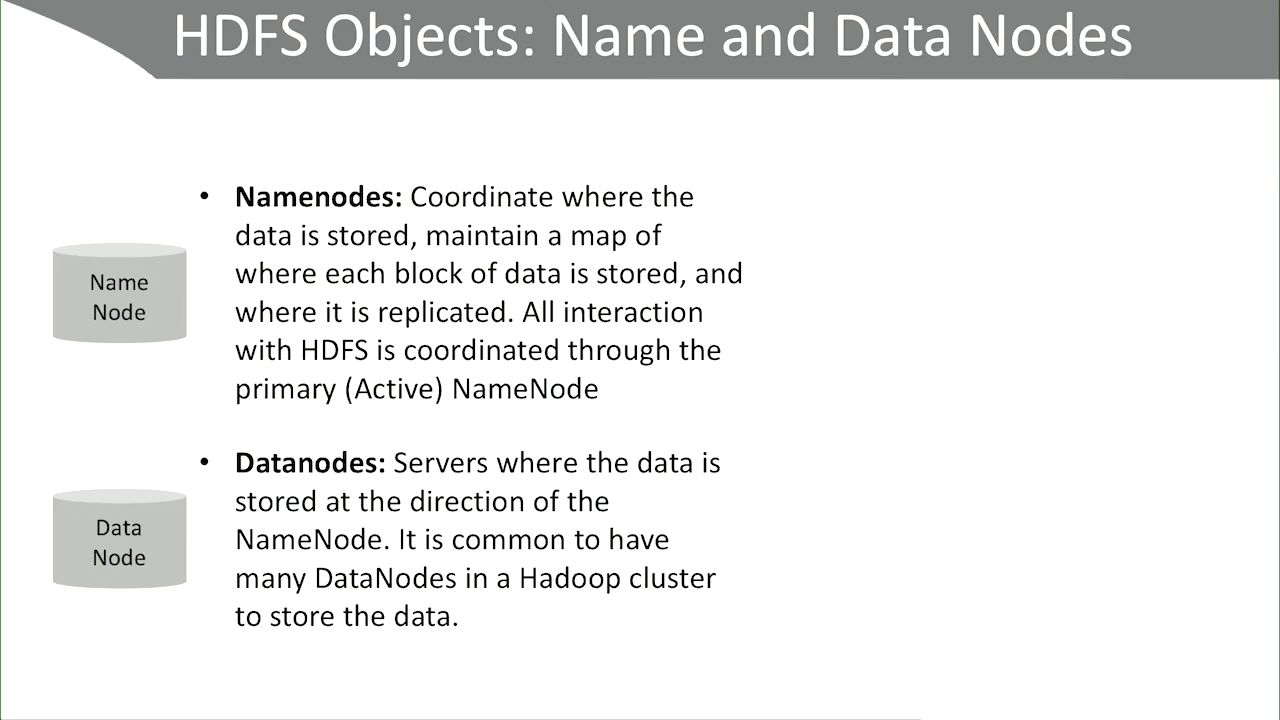 HDFS Objects: Name and Data Nodes
Name
Node
• Namenodes: Coordinate where the
data is stored, maintain a map of
where each block of data is stored, and
where it is replicated. All interaction
with HDFS is coordinated through the
primary (Active) NameNode
Data
Node
• Datanodes: Servers where the data is
stored at the direction of the
NameNode. It is common to have
many DataNodes in a Hadoop cluster
to store the data.